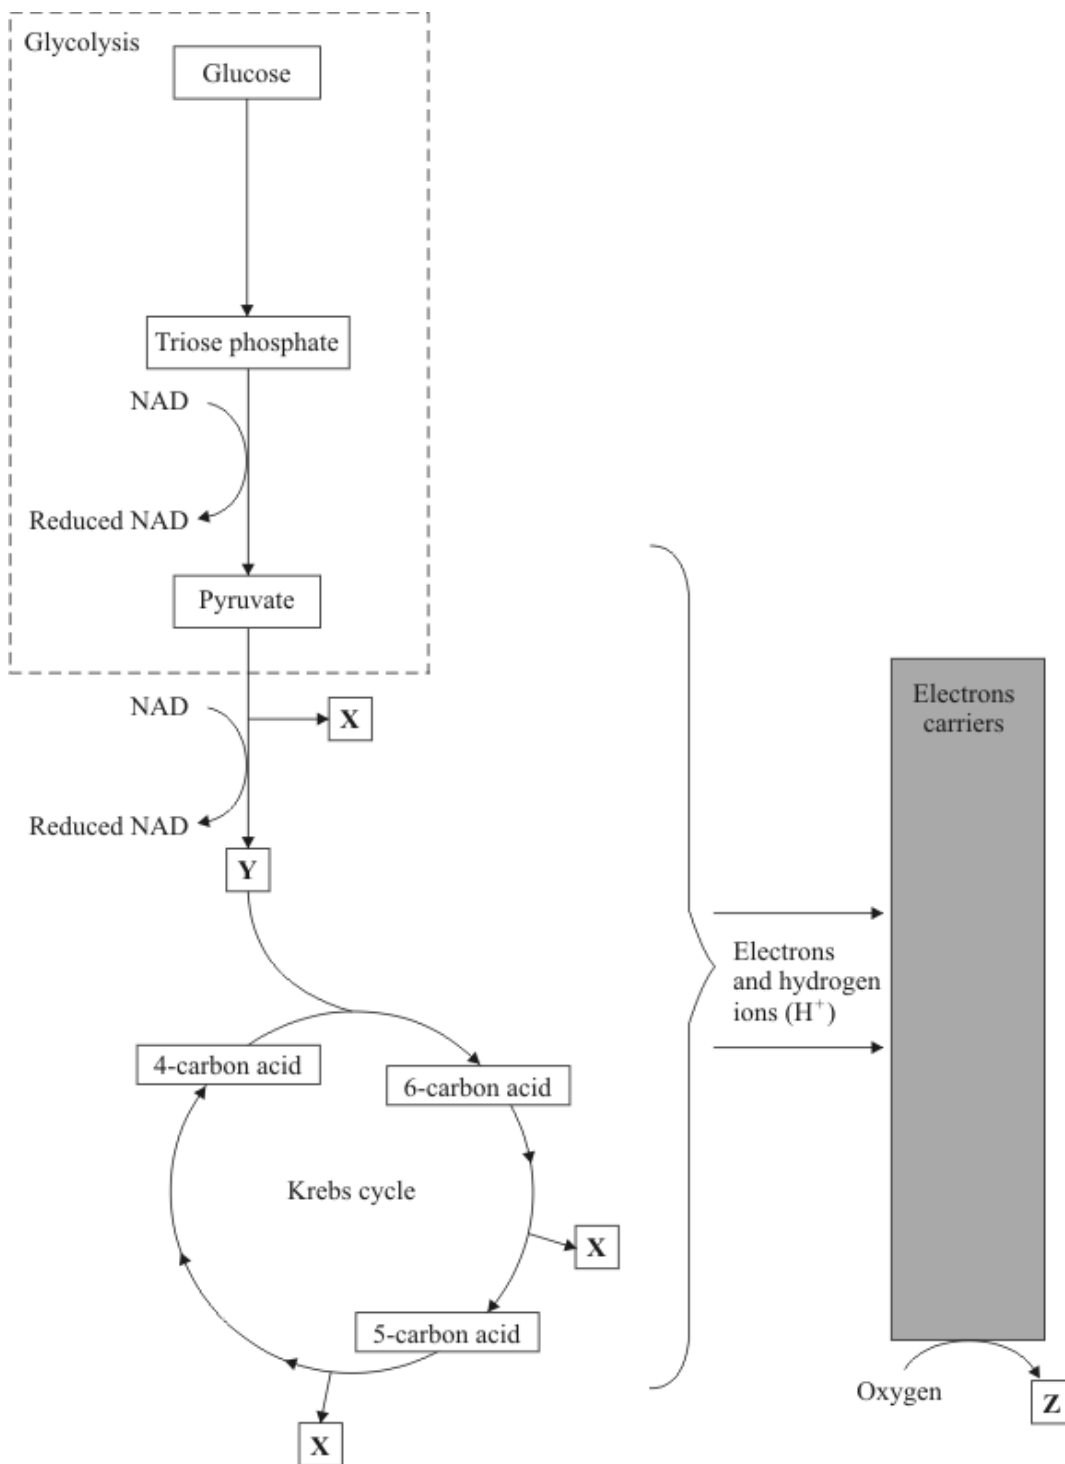 Glycolysis
Glucose
Triose phosphate
NAD
Reduced NAD
Pyruvate
NAD
X
Reduced NAD
Y
4-carbon acid
6-carbon acid
Krebs cycle
X
5-carbon acid
X
Electrons
and hydrogen
ions (H⁺)
Electrons
carriers
Oxygen
Z